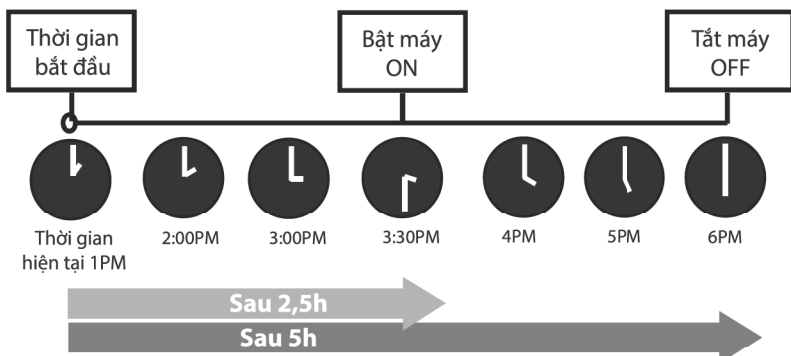 Thời gian
bắt đầu
Bật máy
ON
Tắt máy
OFF
Thời gian
hiện tại 1PM
2:00PM
3:00PM
3:30PM
4PM
5PM
6PM
Sau 2,5h
Sau 5h